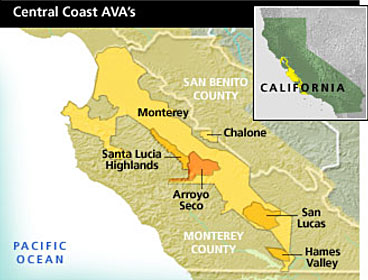 Central Coast AVA's
CALIFORNIA
SAN BENITO
COUNTY
Monterey
Chalone
Santa Lucia
Highlands
Arroyo
Seco
San
Lucas
PACIFIC
OCEAN
MONTEREY
COUNTY
Hames
Valley